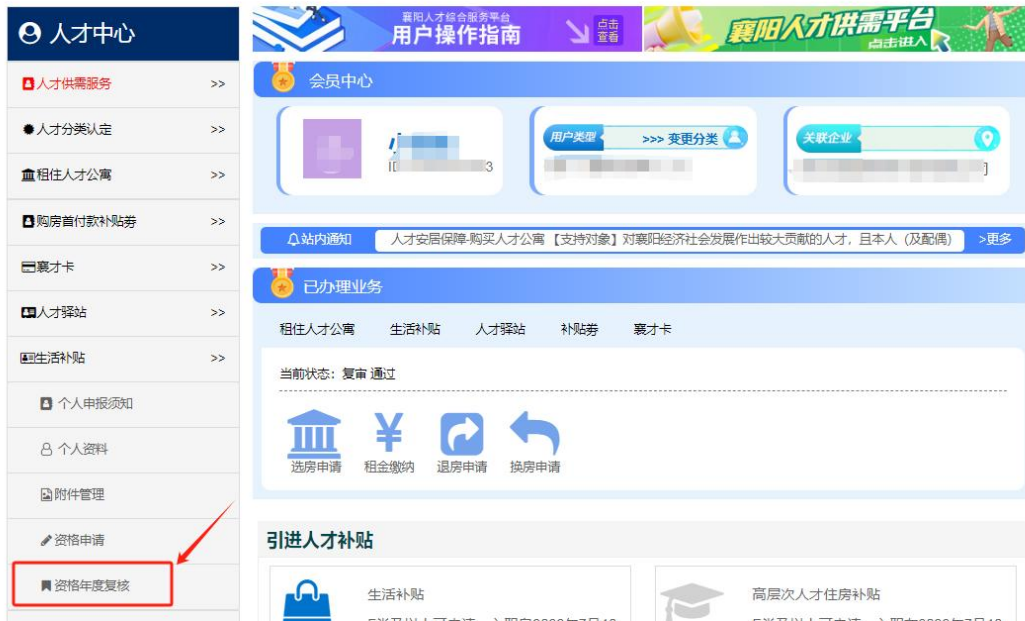 人才中心
人才供需服务 >>
人才分类认定 >>
租住人才公寓 >>
购房首付款补贴券 >>
襄才卡 >>
人才驿站 >>
生活补贴 >>
个人申报须知
个人资料
附件管理
资格申请
资格年度复核
襄阳人才综合服务平台
用户操作指南
点击
查看
襄阳人才供需平台
点击进入
会员中心
3
用户类型
>>> 变更分类
关联企业
站内通知
人才安居保障-购买人才公寓 【支持对象】对襄阳经济社会发展作出较大贡献的人才，且本人（及配偶）
>更多
已办理业务
租住人才公寓 生活补贴 人才驿站 补贴券 襄才卡
当前状态：复审 通过
选房申请 租金缴纳 退房申请 换房申请
引进人才补贴
生活补贴
高层次人才住房补贴